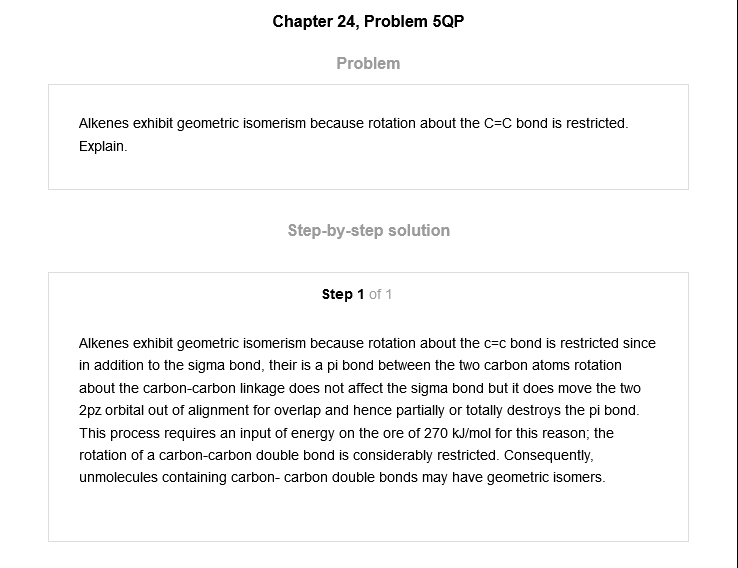 Chapter 24, Problem 5QP
Problem
Alkenes exhibit geometric isomerism because rotation about the C=C bond is restricted.
Explain.
Step-by-step solution
Step 1 of 1
Alkenes exhibit geometric isomerism because rotation about the c=c bond is restricted since
in addition to the sigma bond, their is a pi bond between the two carbon atoms rotation
about the carbon-carbon linkage does not affect the sigma bond but it does move the two
2pz orbital out of alignment for overlap and hence partially or totally destroys the pi bond.
This process requires an input of energy on the ore of 270 kJ/mol for this reason; the
rotation of a carbon-carbon double bond is considerably restricted. Consequently,
unmolecules containing carbon- carbon double bonds may have geometric isomers.